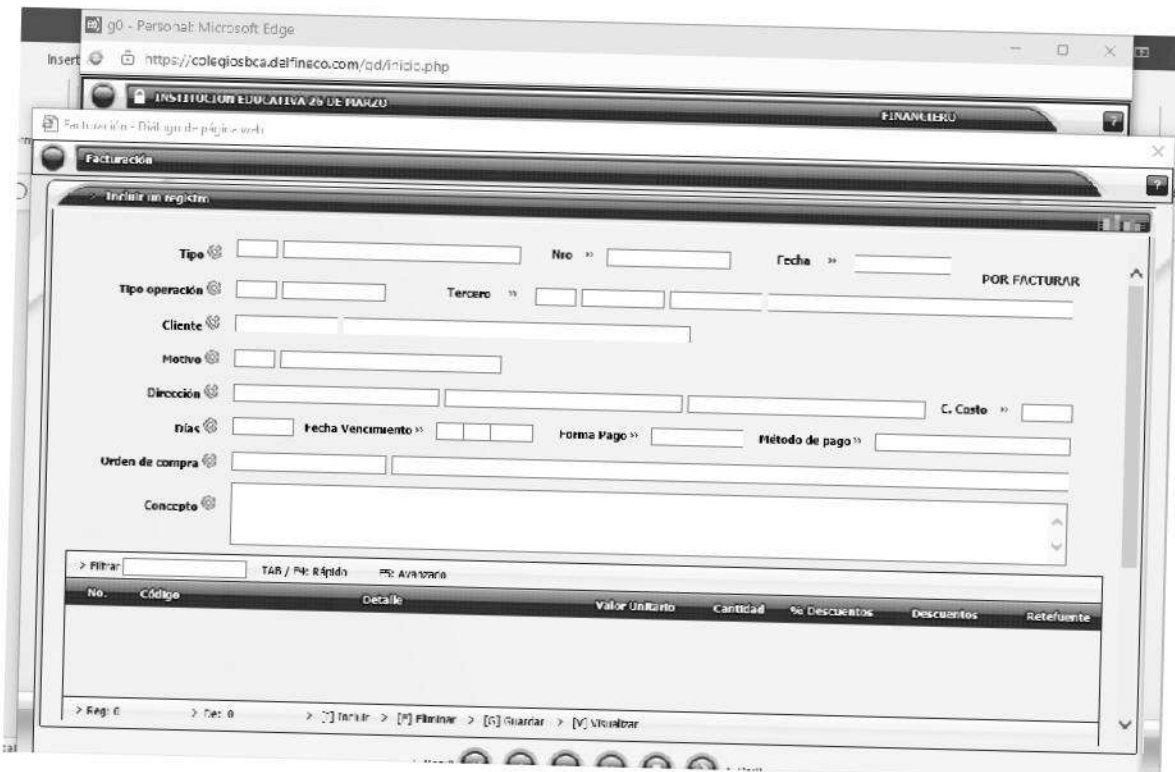 g0 - Personal: Microsoft Edge
Insert
https://colegiosbca.delfineco.com/qd/inicio.php
INSTITUCION EDUCATIVA 26 DE MARZO
FINANCIERO
?
Facturación - Diálogo de página web
Facturación
?
Incluir un registro
Tipo Nro » Fecha »
POR FACTURAR
Tipo operación Tercero »
Cliente
Motivo
Dirección C. Costo »
Días Fecha Vencimiento » Forma Pago » Método de pago »
Orden de compra
Concepto
> Filtrar TAB / F4: Rápido F5: Avanzado
No. Código Detalle Valor Unitario Cantidad % Descuentos Descuentos Retefuente
> Reg: 0 > De: 0 > [I] Incluir > [E] Eliminar > [G] Guardar > [V] Visualizar